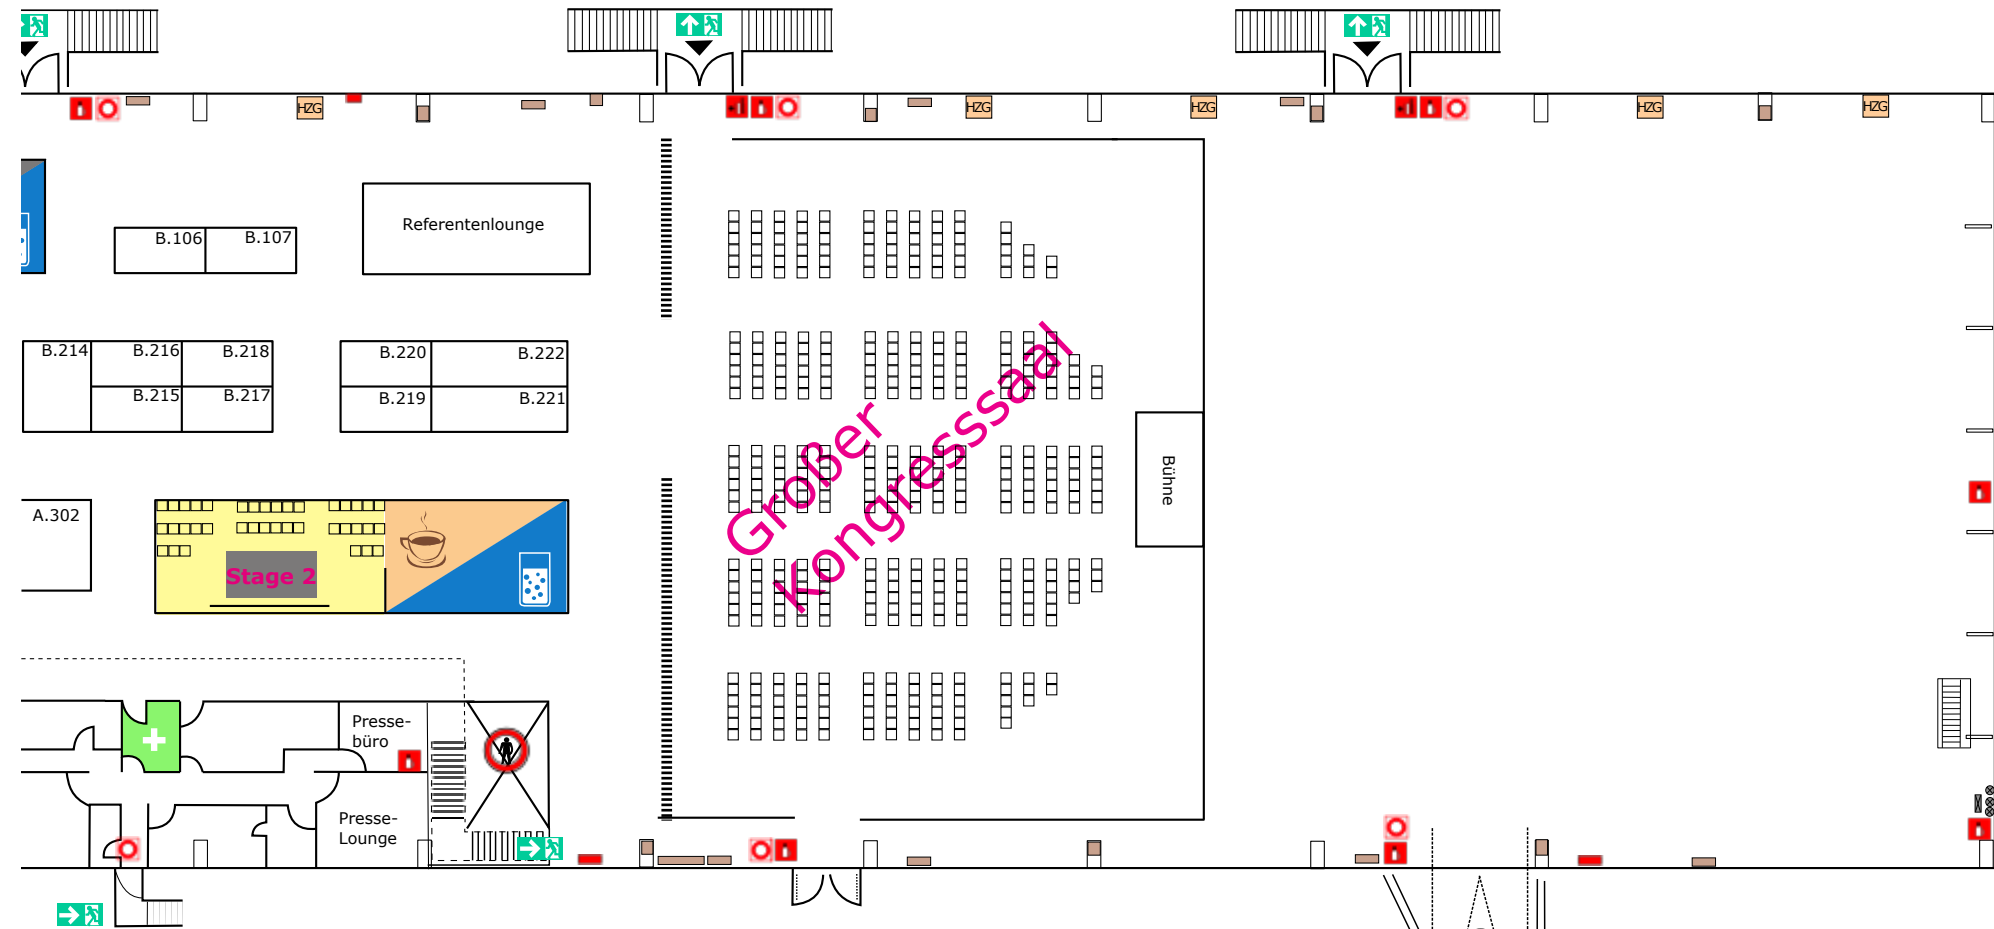 HZG
HZG
HZG
HZG
HZG
Referentenlounge
B.106
B.107
B.214
B.216
B.218
B.220
B.222
B.215
B.217
B.219
B.221
Großer
Kongresssaal
Bühne
A.302
Stage 2
Presse-
büro
Presse-
Lounge